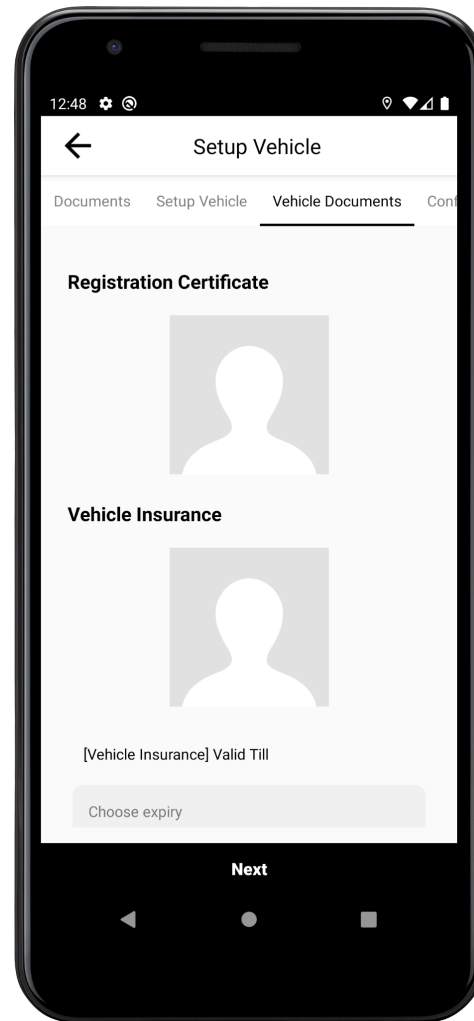 12:48
Setup Vehicle
Documents Setup Vehicle Vehicle Documents Conf
Registration Certificate
Vehicle Insurance
[Vehicle Insurance] Valid Till
Choose expiry
Next